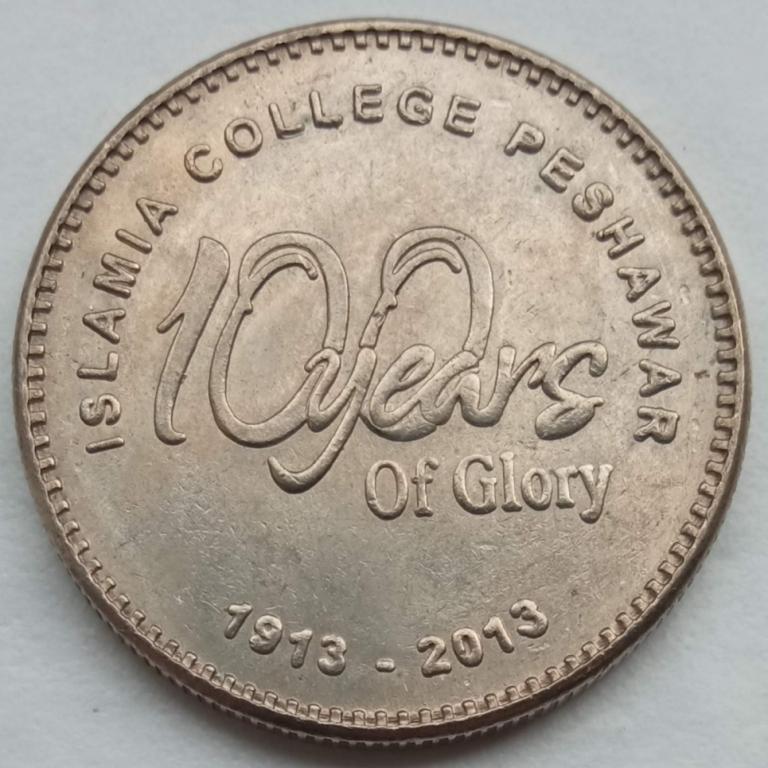 ISLAMIA COLLEGE PESHAWAR
100 years
Of Glory
1913 - 2013